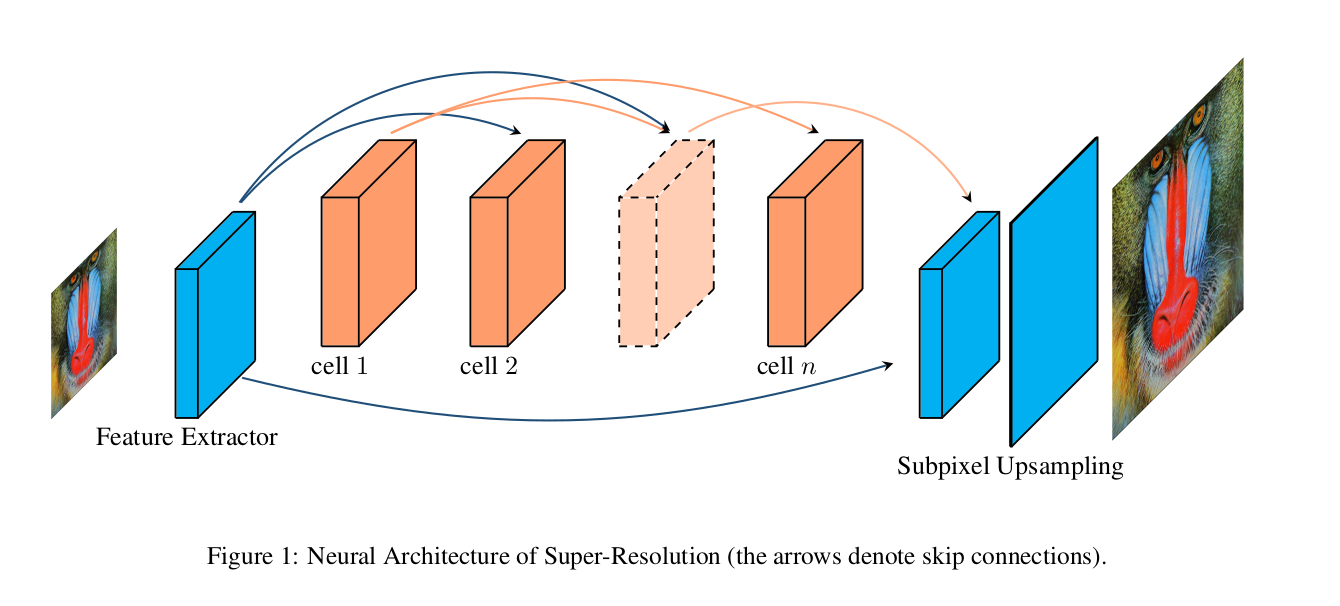 cell 1
cell 2
cell n
Feature Extractor
Subpixel Upsampling
Figure 1: Neural Architecture of Super-Resolution (the arrows denote skip connections).